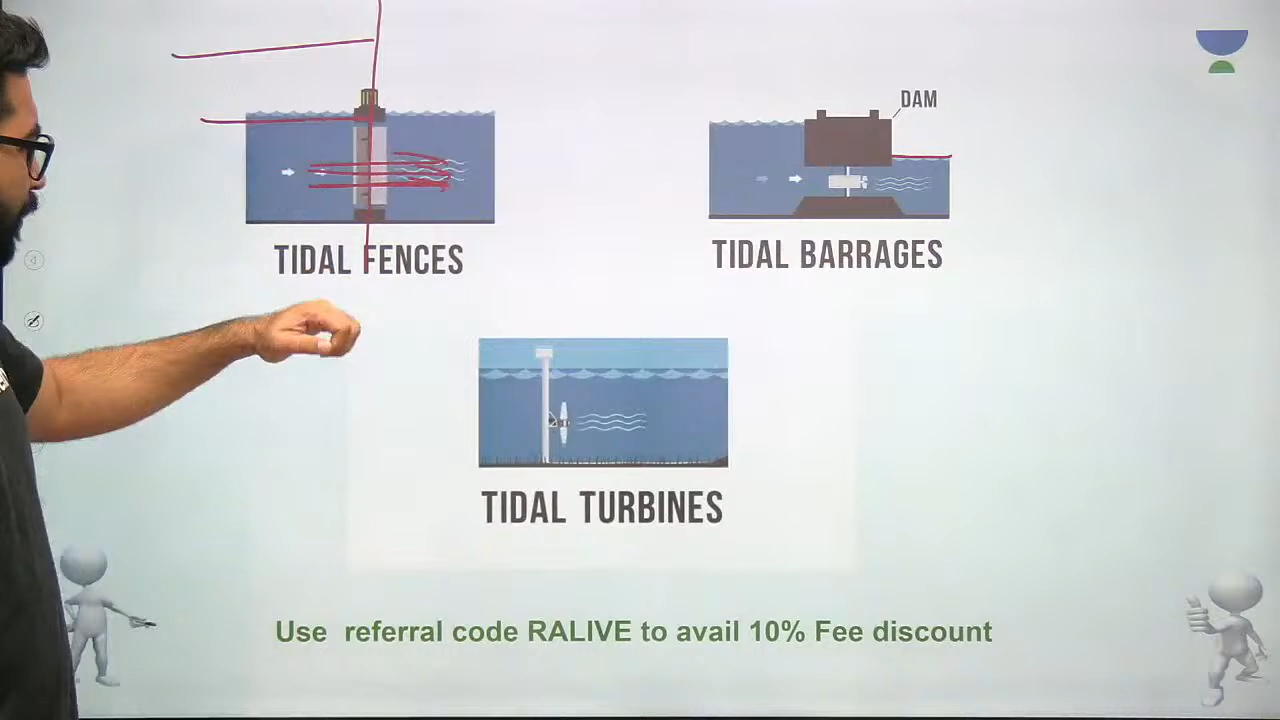 DAM
TIDAL FENCES
TIDAL BARRAGES
TIDAL TURBINES
Use referral code RALIVE to avail 10% Fee discount